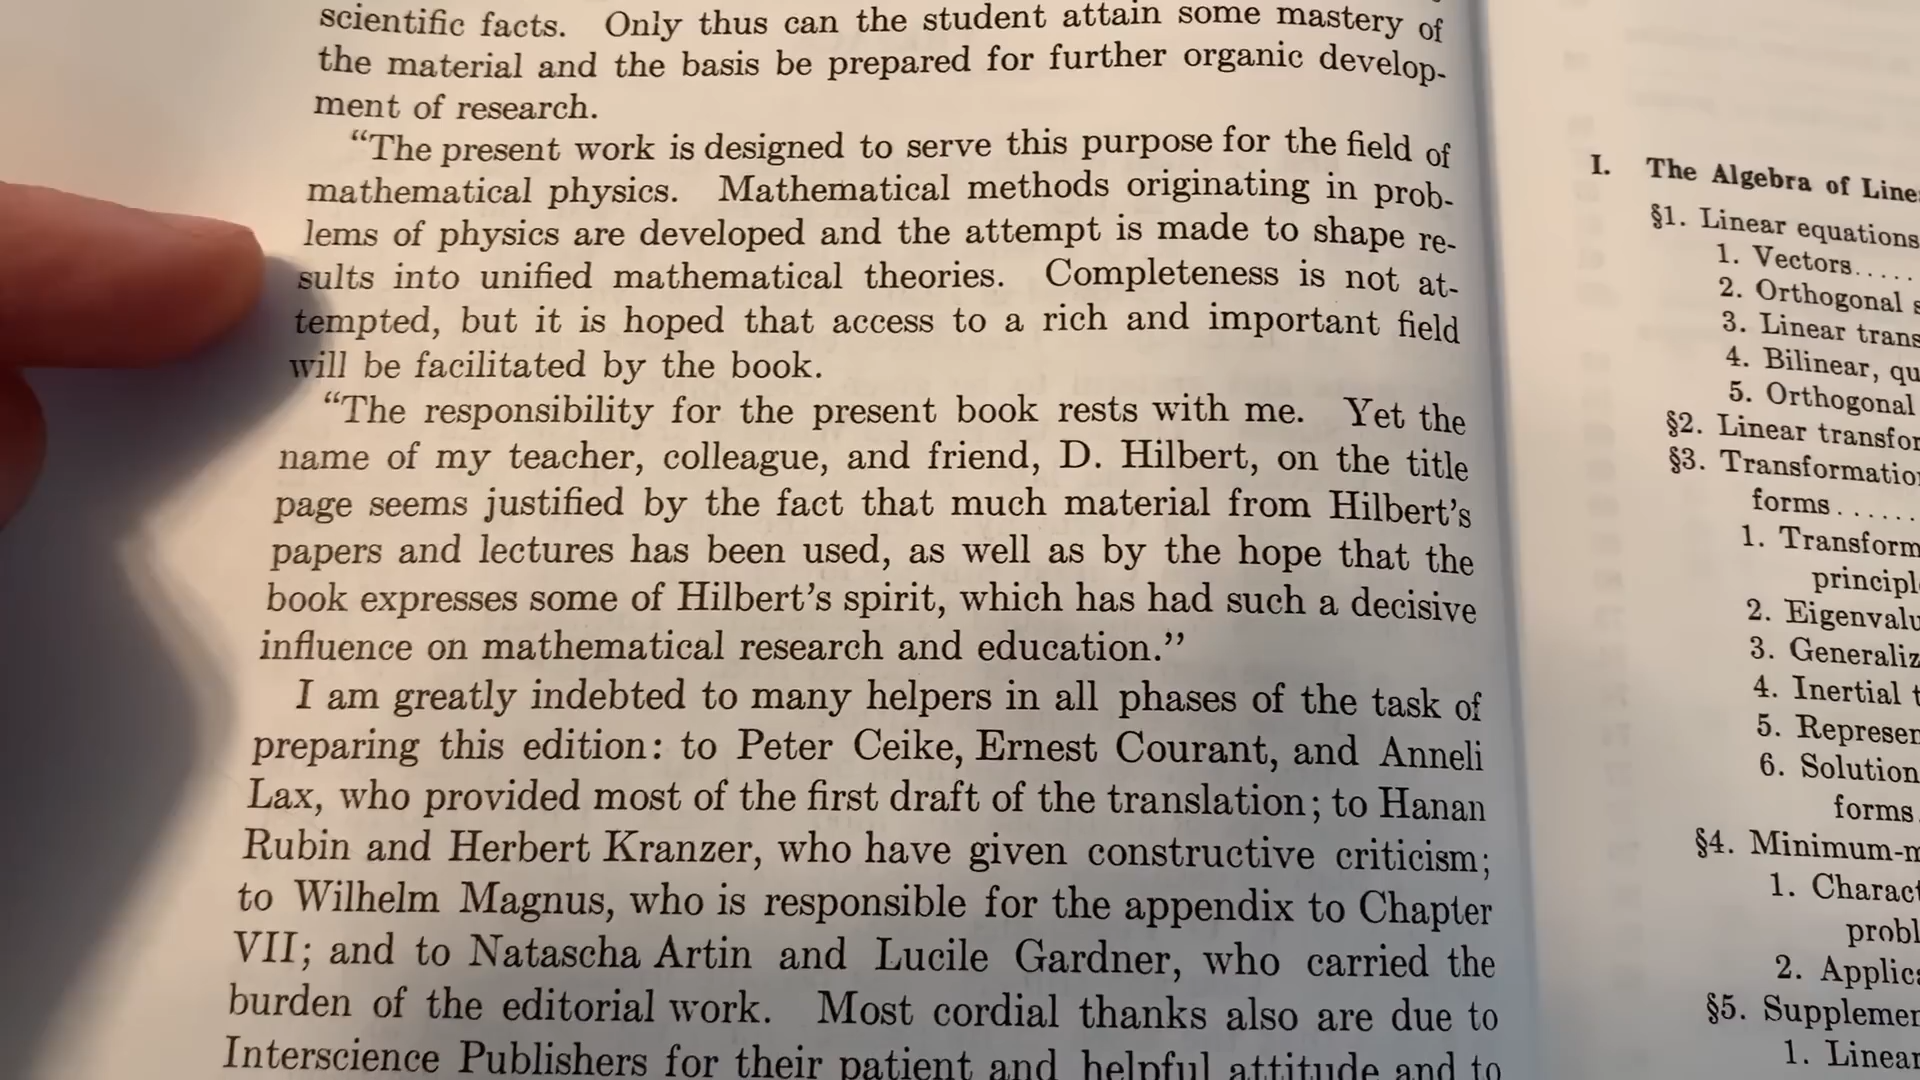 scientific facts. Only thus can the student attain some mastery of
the material and the basis be prepared for further organic develop-
ment of research.
“The present work is designed to serve this purpose for the field of
mathematical physics. Mathematical methods originating in prob-
lems of physics are developed and the attempt is made to shape re-
sults into unified mathematical theories. Completeness is not at-
tempted, but it is hoped that access to a rich and important field
will be facilitated by the book.
“The responsibility for the present book rests with me. Yet the
name of my teacher, colleague, and friend, D. Hilbert, on the title
page seems justified by the fact that much material from Hilbert’s
papers and lectures has been used, as well as by the hope that the
book expresses some of Hilbert’s spirit, which has had such a decisive
influence on mathematical research and education.”
I am greatly indebted to many helpers in all phases of the task of
preparing this edition: to Peter Ceike, Ernest Courant, and Anneli
Lax, who provided most of the first draft of the translation; to Hanan
Rubin and Herbert Kranzer, who have given constructive criticism;
to Wilhelm Magnus, who is responsible for the appendix to Chapter
VII; and to Natascha Artin and Lucile Gardner, who carried the
burden of the editorial work. Most cordial thanks also are due to
Interscience Publishers for their patient and helpful attitude and to
I. The Algebra of Line
§1. Linear equations
1. Vectors.....
2. Orthogonal s
3. Linear trans
4. Bilinear, qu
5. Orthogonal
§2. Linear transfor
§3. Transformatio
forms......
1. Transform
princip
2. Eigenvalu
3. Generaliz
4. Inertial t
5. Represen
6. Solution
forms
§4. Minimum-m
1. Charact
probl
2. Applica
§5. Supplemen
1. Linear